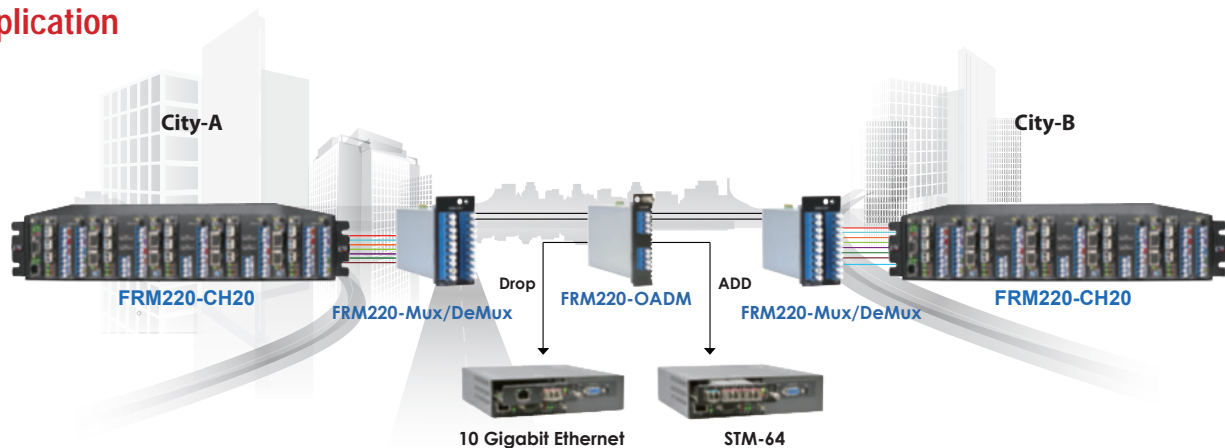 plication
City-A
City-B
FRM220-CH20
FRM220-Mux/DeMux
Drop
FRM220-OADM
ADD
FRM220-Mux/DeMux
FRM220-CH20
10 Gigabit Ethernet
STM-64